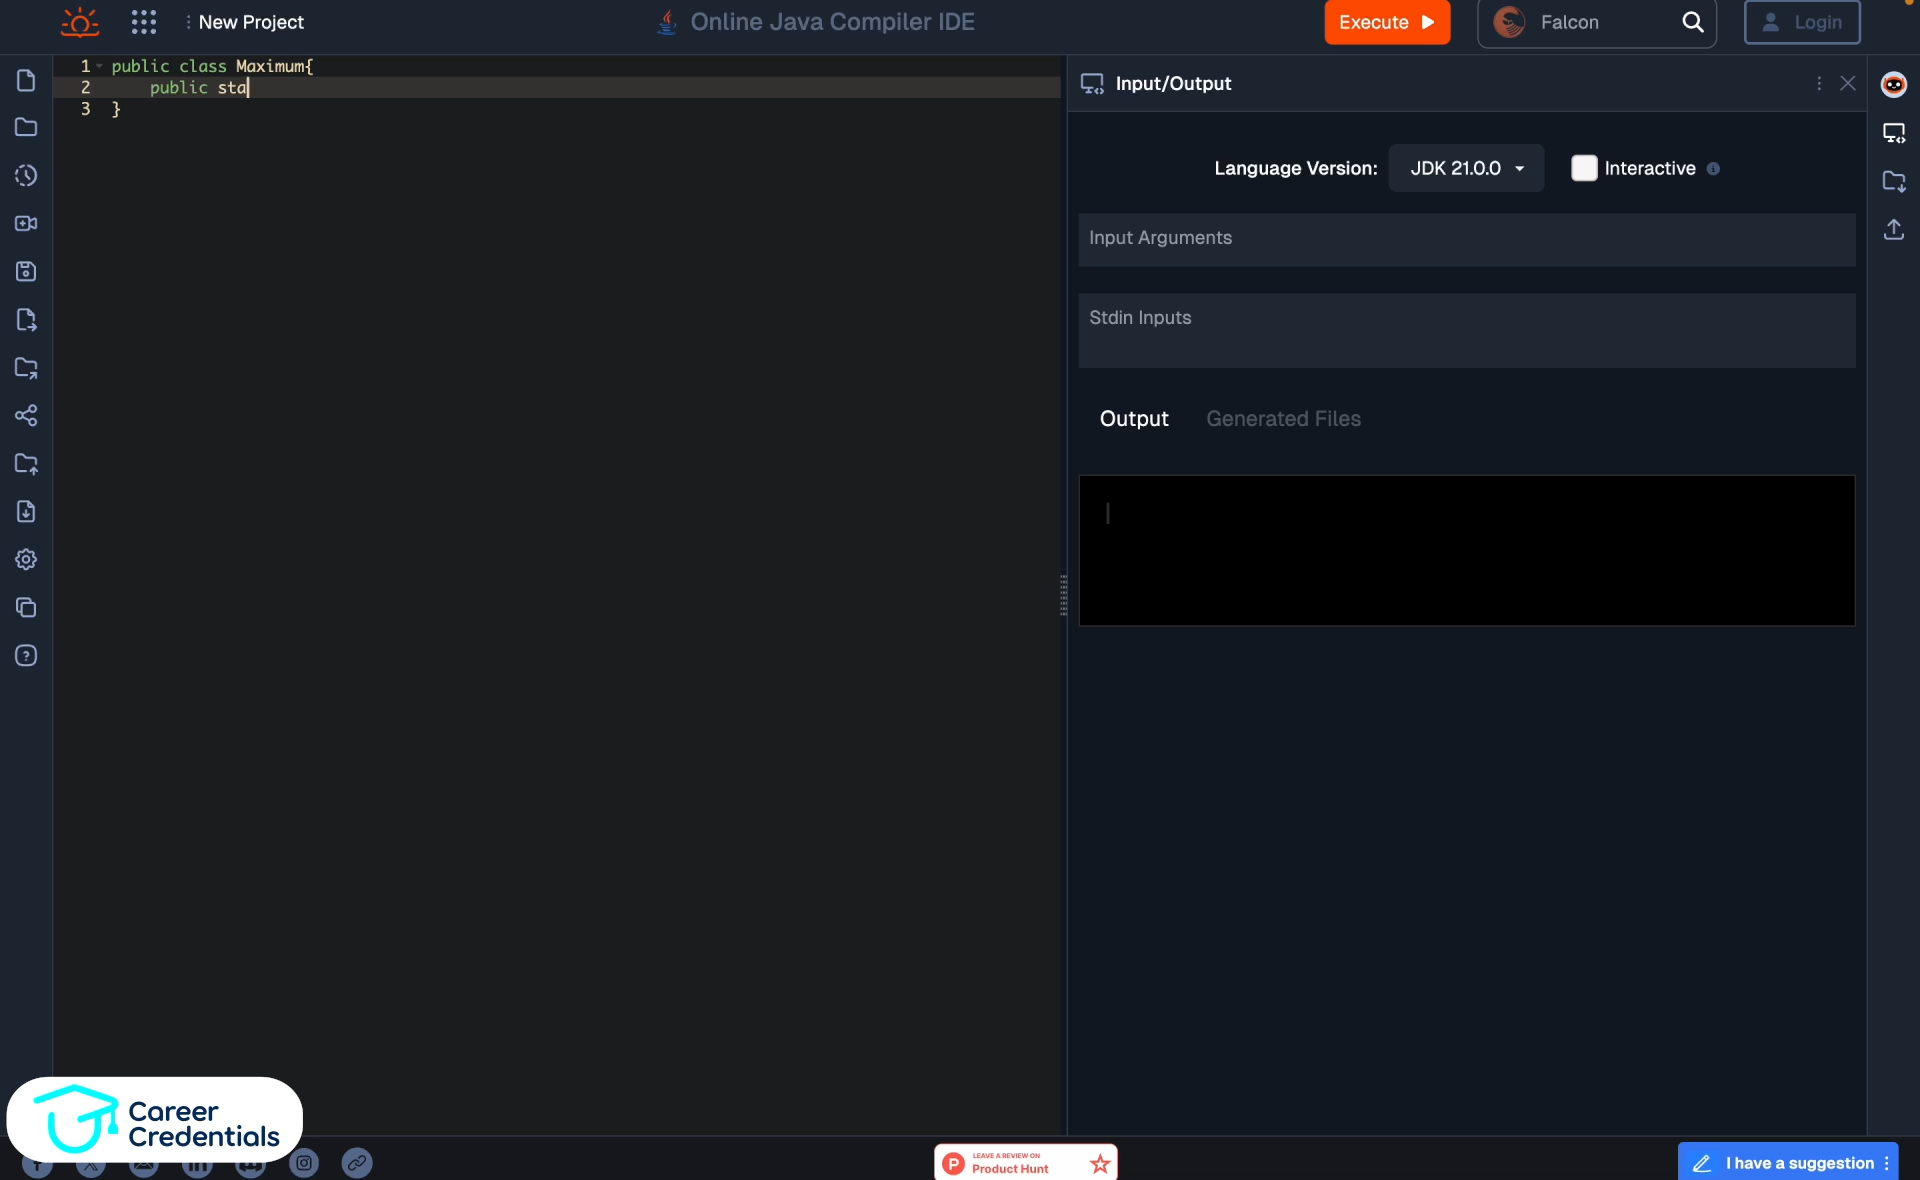 New Project
Online Java Compiler IDE
Execute
Falcon
Login
1 public class Maximum{
2 public sta
3 }
Input/Output
Language Version:
JDK 21.0.0
Interactive
Input Arguments
Stdin Inputs
Output
Generated Files
Career
Credentials
LEAVE A REVIEW ON
Product Hunt
I have a suggestion